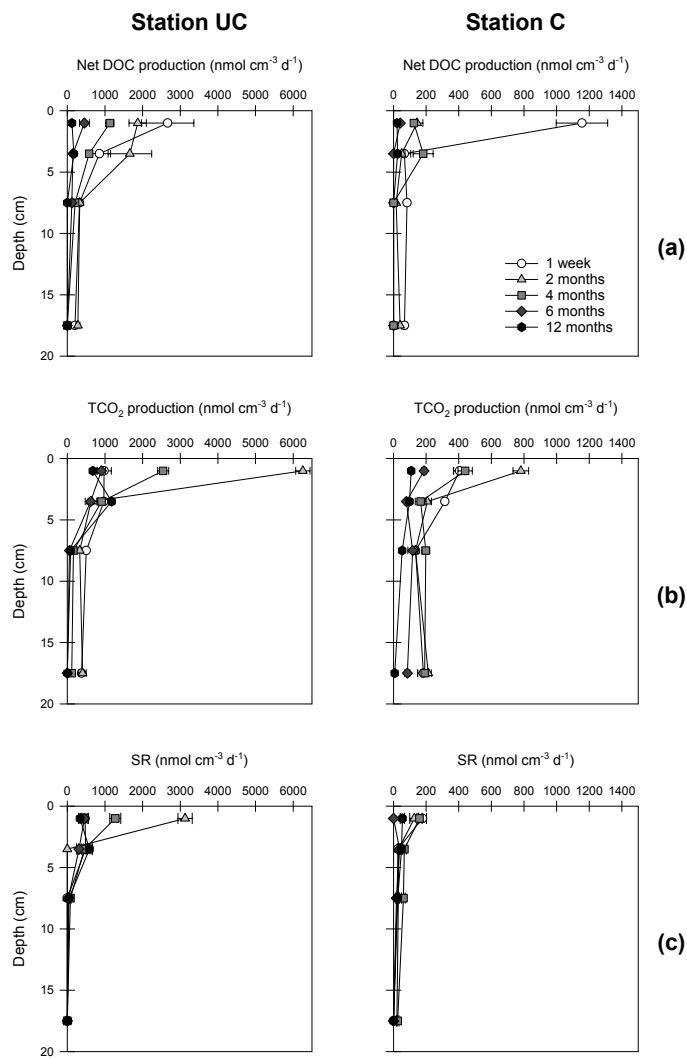 Station UC
Station C
Net DOC production (nmol cm⁻³ d⁻¹)
Net DOC production (nmol cm⁻³ d⁻¹)
0 1000 2000 3000 4000 5000 6000
0 200 400 600 800 1000 1200 1400
0
5
10
15
20
Depth (cm)
1 week
2 months
4 months
6 months
12 months
(a)
TCO₂ production (nmol cm⁻³ d⁻¹)
TCO₂ production (nmol cm⁻³ d⁻¹)
0 1000 2000 3000 4000 5000 6000
0 200 400 600 800 1000 1200 1400
0
5
10
15
20
Depth (cm)
(b)
SR (nmol cm⁻³ d⁻¹)
SR (nmol cm⁻³ d⁻¹)
0 1000 2000 3000 4000 5000 6000
0 200 400 600 800 1000 1200 1400
0
5
10
15
20
Depth (cm)
(c)